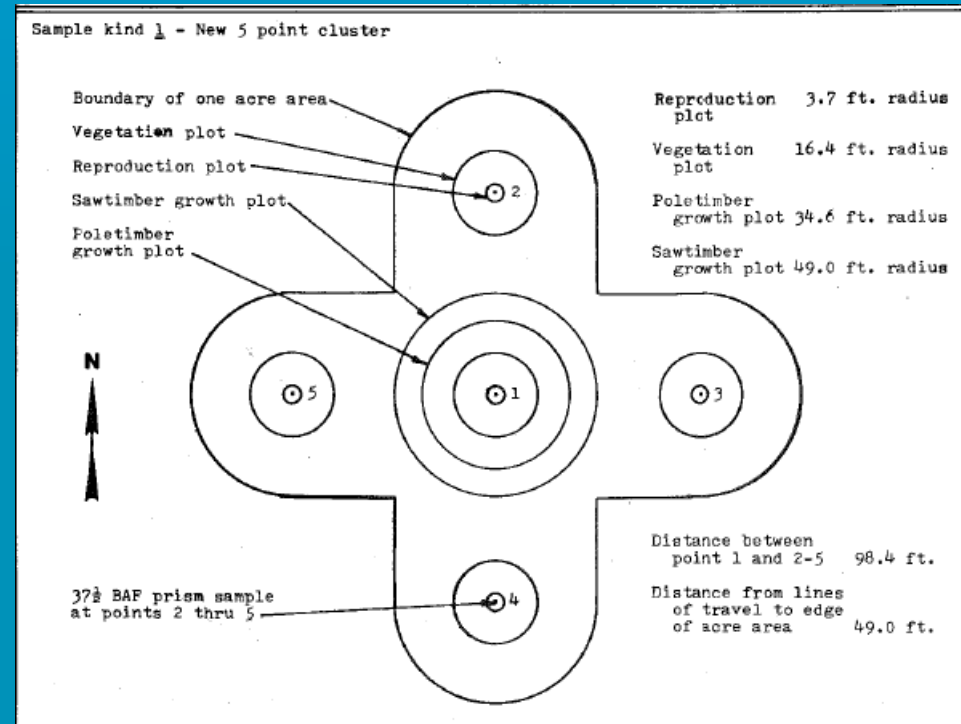 Sample kind 1 - New 5 point cluster
Boundary of one acre area
Vegetation plot
Reproduction plot
Sawtimber growth plot
Poletimber
growth plot
Reproduction 3.7 ft. radius
plot
Vegetation 16.4 ft. radius
plot
Poletimber
growth plot 34.6 ft. radius
Sawtimber
growth plot 49.0 ft. radius
2
N
5
1
3
4
37½ BAF prism sample
at points 2 thru 5
Distance between
point 1 and 2-5 98.4 ft.
Distance from lines
of travel to edge
of acre area 49.0 ft.